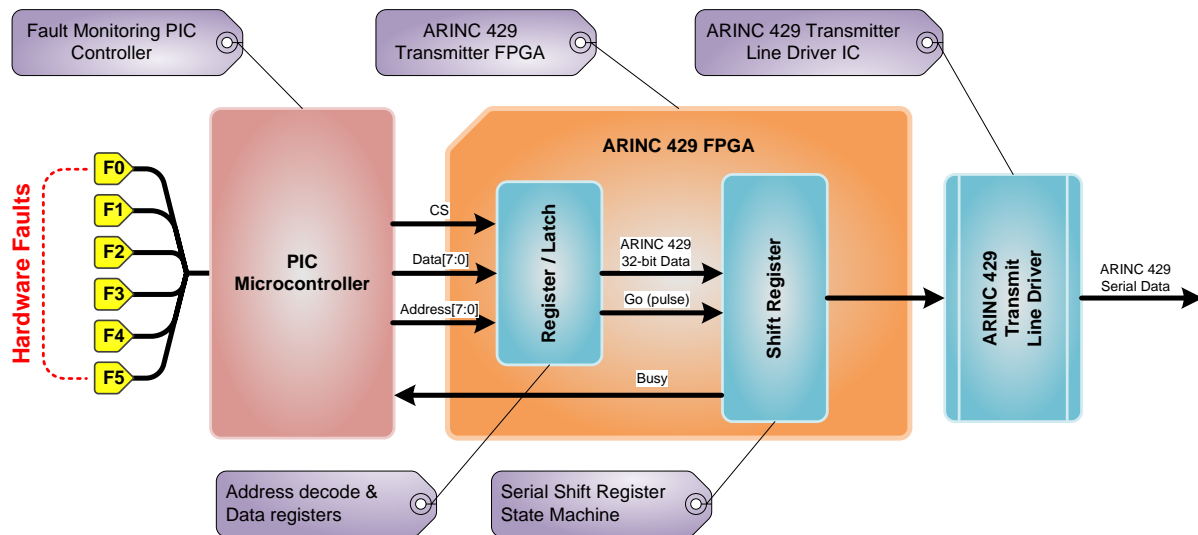 Fault Monitoring PIC
Controller
ARINC 429
Transmitter FPGA
ARINC 429 Transmitter
Line Driver IC
Hardware Faults
F0
F1
F2
F3
F4
F5
PIC
Microcontroller
CS
Data[7:0]
Address[7:0]
Busy
ARINC 429 FPGA
Register / Latch
ARINC 429
32-bit Data
Go (pulse)
Shift Register
ARINC 429
Transmit
Line Driver
ARINC 429
Serial Data
Address decode &
Data registers
Serial Shift Register
State Machine